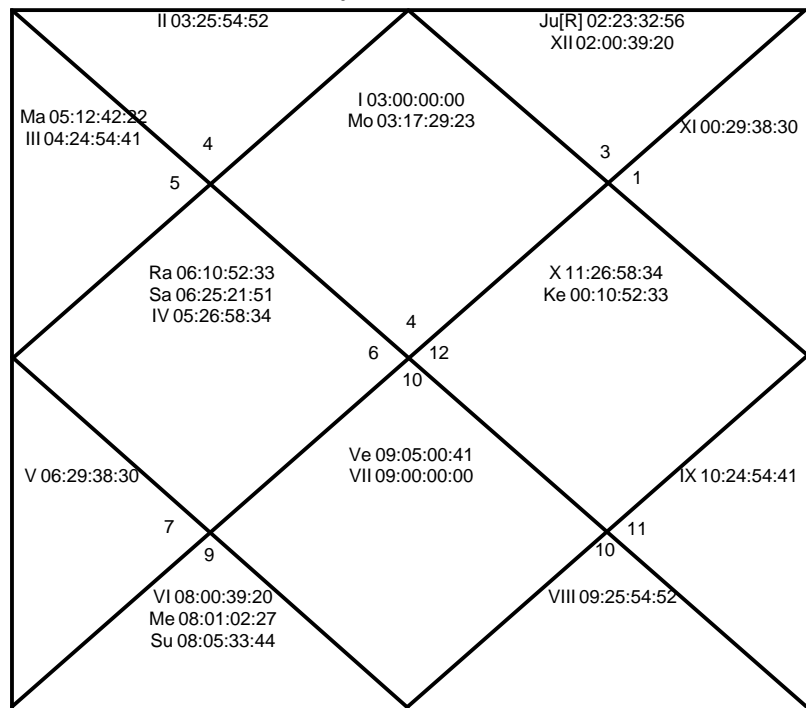 II 03:25:54:52
Ju[R] 02:23:32:56
XII 02:00:39:20
I 03:00:00:00
Mo 03:17:29:23
Ma 05:12:42:22
III 04:24:54:41
XI 00:29:38:30
4
3
5
1
Ra 06:10:52:33
Sa 06:25:21:51
IV 05:26:58:34
X 11:26:58:34
Ke 00:10:52:33
4
6
12
10
Ve 09:05:00:41
VII 09:00:00:00
V 06:29:38:30
IX 10:24:54:41
7
11
9
10
VI 08:00:39:20
Me 08:01:02:27
Su 08:05:33:44
VIII 09:25:54:52